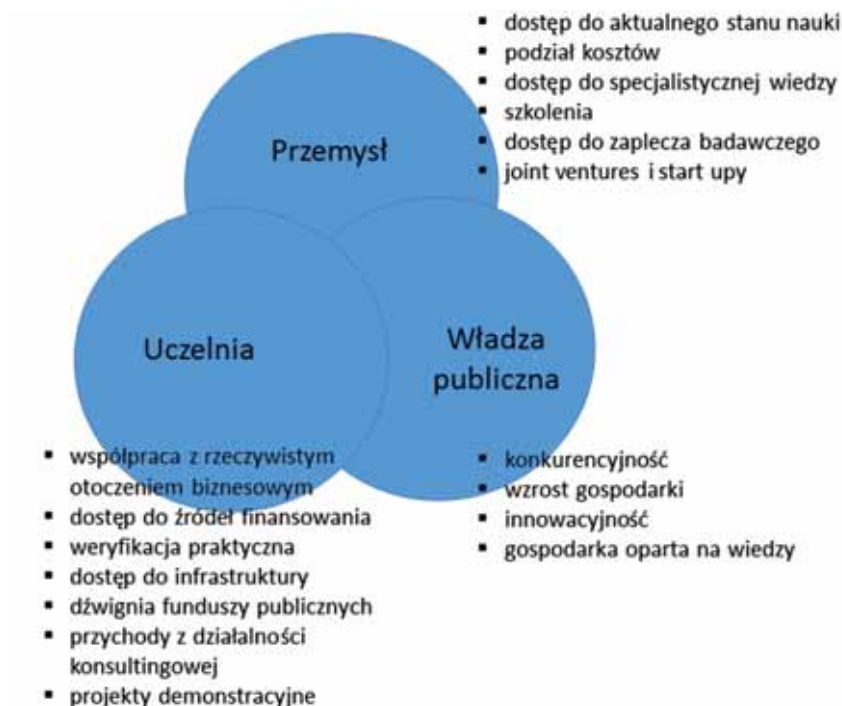 ▪ dostęp do aktualnego stanu nauki
▪ podział kosztów
▪ dostęp do specjalistycznej wiedzy
▪ szkolenia
▪ dostęp do zaplecza badawczego
▪ joint ventures i start upy
Przemysł
Uczelnia
Władza
publiczna
▪ współpraca z rzeczywistym
otoczeniem biznesowym
▪ dostęp do źródeł finansowania
▪ weryfikacja praktyczna
▪ dostęp do infrastruktury
▪ dźwignia funduszy publicznych
▪ przychody z działalności
konsultingowej
▪ projekty demonstracyjne
▪ konkurencyjność
▪ wzrost gospodarki
▪ innowacyjność
▪ gospodarka oparta na wiedzy